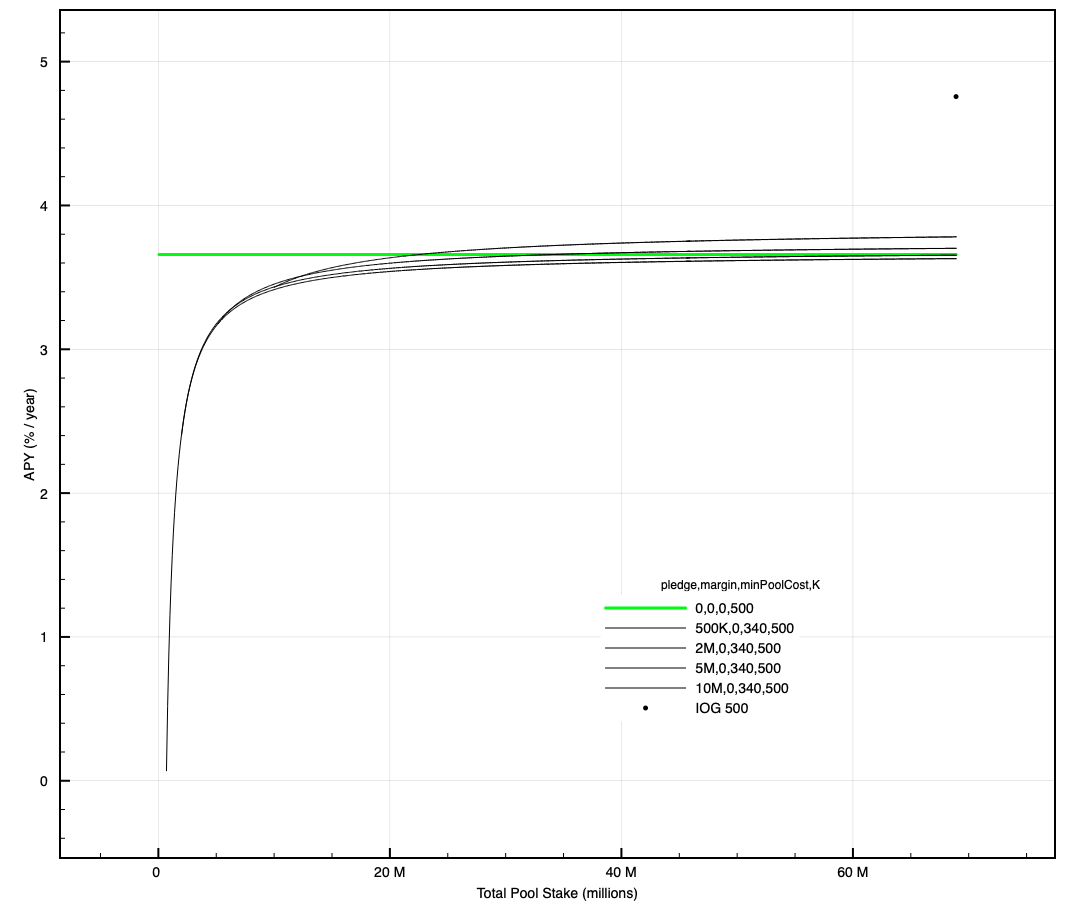 5
4
3
2
1
0
APY (% / year)
pledge,margin,minPoolCost,K
0,0,0,500
500K,0,340,500
2M,0,340,500
5M,0,340,500
10M,0,340,500
IOG 500
0
20 M
40 M
60 M
Total Pool Stake (millions)